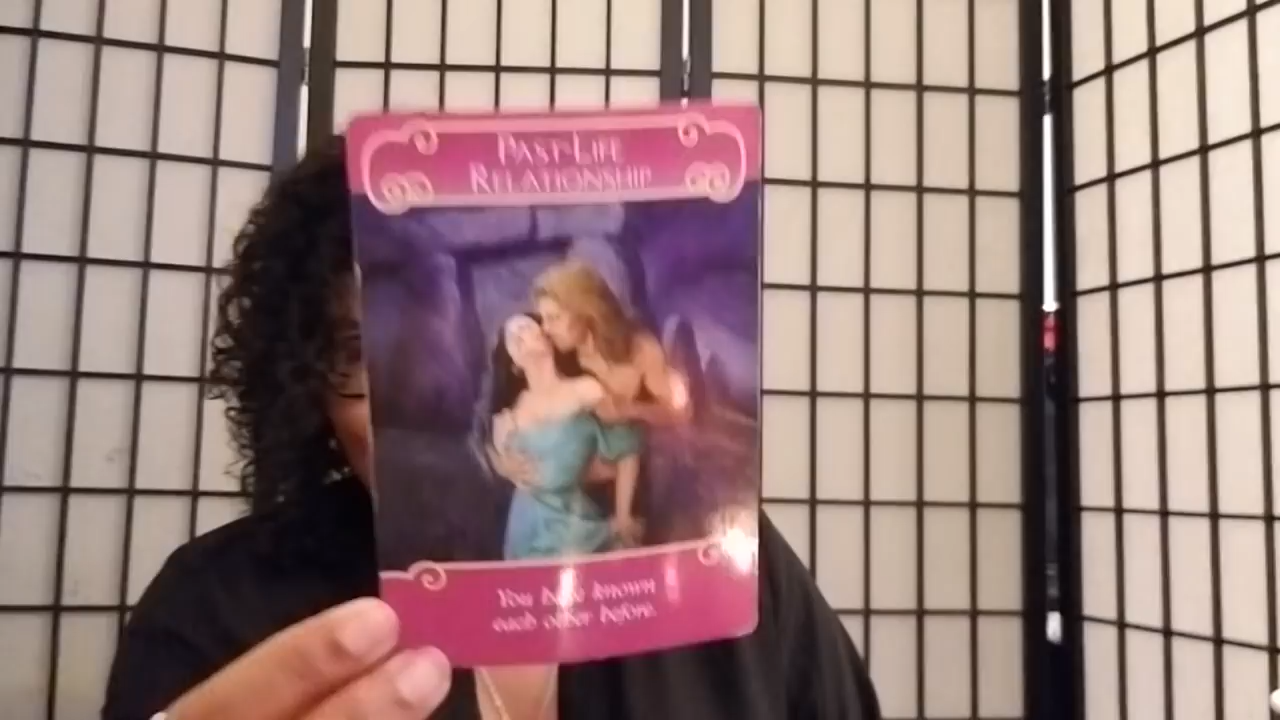 PAST-LIFE
RELATIONSHIP
You have known
each other before.